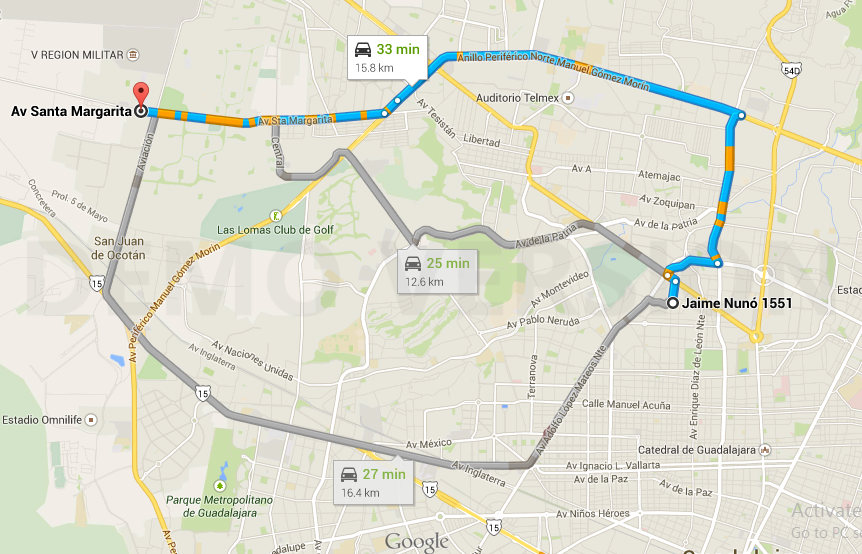 V REGION MILITAR
33 min
15.8 km
Anillo Periférico Norte Manuel Gómez Morín
54D
Auditorio Telmex
Av Santa Margarita
Av Sta Margarita
Av Tesistán
Libertad
Central
Aviación
Av A
Atemajac
Concretera
Prol. 5 de Mayo
Av Zoquipan
Las Lomas Club de Golf
Av de la Patria
Av de la Patria
San Juan
de Ocotán
Av Periférico Manuel Gómez Morín
25 min
12.6 km
Av Montevideo
15
Jaime Nunó 1551
Av Pablo Neruda
Av Inglaterra
Av Naciones Unidas
Terranova
Av Enrique Díaz de León Nte
15
Av Adolfo López Mateos Nte
Calle Manuel Acuña
Estadio Omnilife
Av México
Catedral de Guadalajara
27 min
16.4 km
Av Inglaterra
Av Ignacio L. Vallarta
Av de la Paz
Av de la Paz
15
Parque Metropolitano
de Guadalajara
Av Niños Héroes
15
Google
Activate
Go to PC s